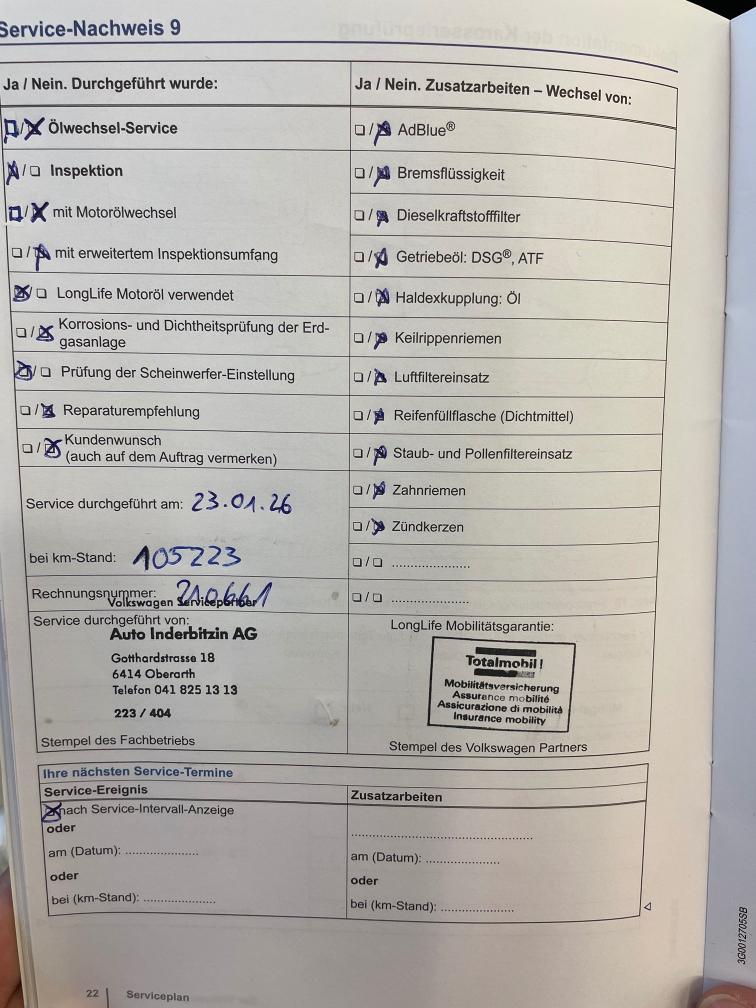 Service-Nachweis 9
Ja / Nein. Durchgeführt wurde:
Ölwechsel-Service
Inspektion
mit Motorölwechsel
mit erweitertem Inspektionsumfang
LongLife Motoröl verwendet
Korrosions- und Dichtheitsprüfung der Erd-
gasanlage
Prüfung der Scheinwerfer-Einstellung
Reparaturempfehlung
Kundenwunsch
(auch auf dem Auftrag vermerken)
Service durchgeführt am: 23.01.26
bei km-Stand: 105223
Rechnungsnummer: 210661
Volkswagen Servicepartner
Service durchgeführt von:
Auto Inderbitzin AG
Gotthardstrasse 18
6414 Oberarth
Telefon 041 825 13 13
223 / 404
Stempel des Fachbetriebs
Ja / Nein. Zusatzarbeiten – Wechsel von:
AdBlue®
Bremsflüssigkeit
Dieselkraftstofffilter
Getriebeöl: DSG®, ATF
Haldexkupplung: Öl
Keilrippenriemen
Luftfiltereinsatz
Reifenfüllflasche (Dichtmittel)
Staub- und Pollenfiltereinsatz
Zahnriemen
Zündkerzen
/ ......................
/ ......................
LongLife Mobilitätsgarantie:
Totalmobil!
Mobilitätsversicherung
Assurance mobilité
Assicurazione di mobilità
Insurance mobility
Stempel des Volkswagen Partners
Ihre nächsten Service-Termine
Service-Ereignis
nach Service-Intervall-Anzeige
oder
am (Datum): .....................
oder
bei (km-Stand): .....................
Zusatzarbeiten
.....................................................
am (Datum): .....................
oder
bei (km-Stand): .....................
22 Serviceplan
3G0012705SB